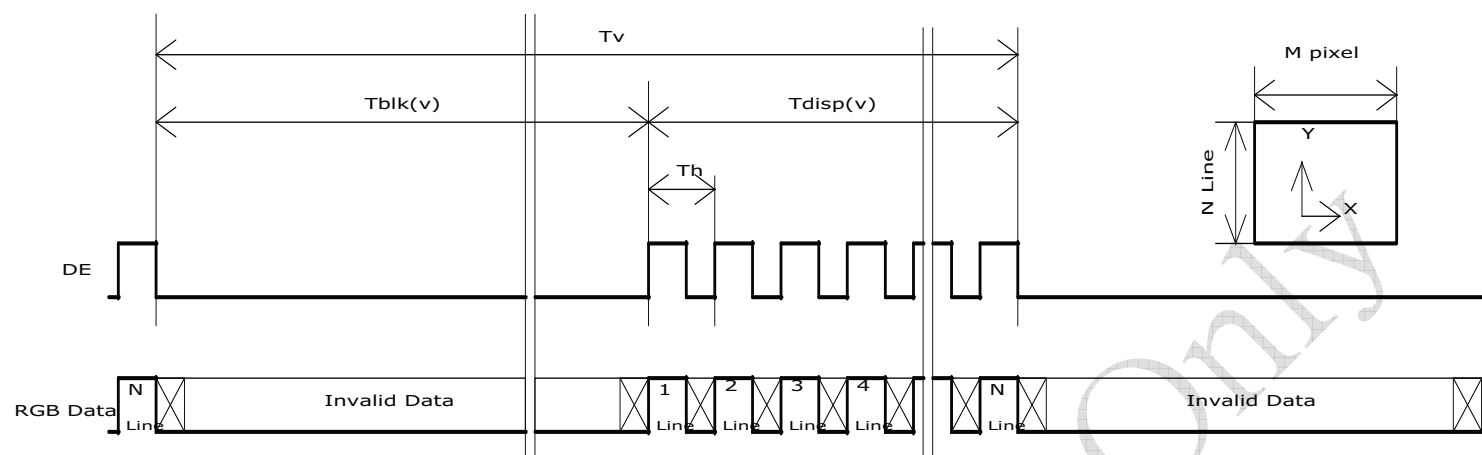 Tv
M pixel
Tblk(v)
Tdisp(v)
Th
N Line
Y
X
DE
RGB Data
N
Line
Invalid Data
1
Line
2
Line
3
Line
4
Line
N
Line
Invalid Data
Only